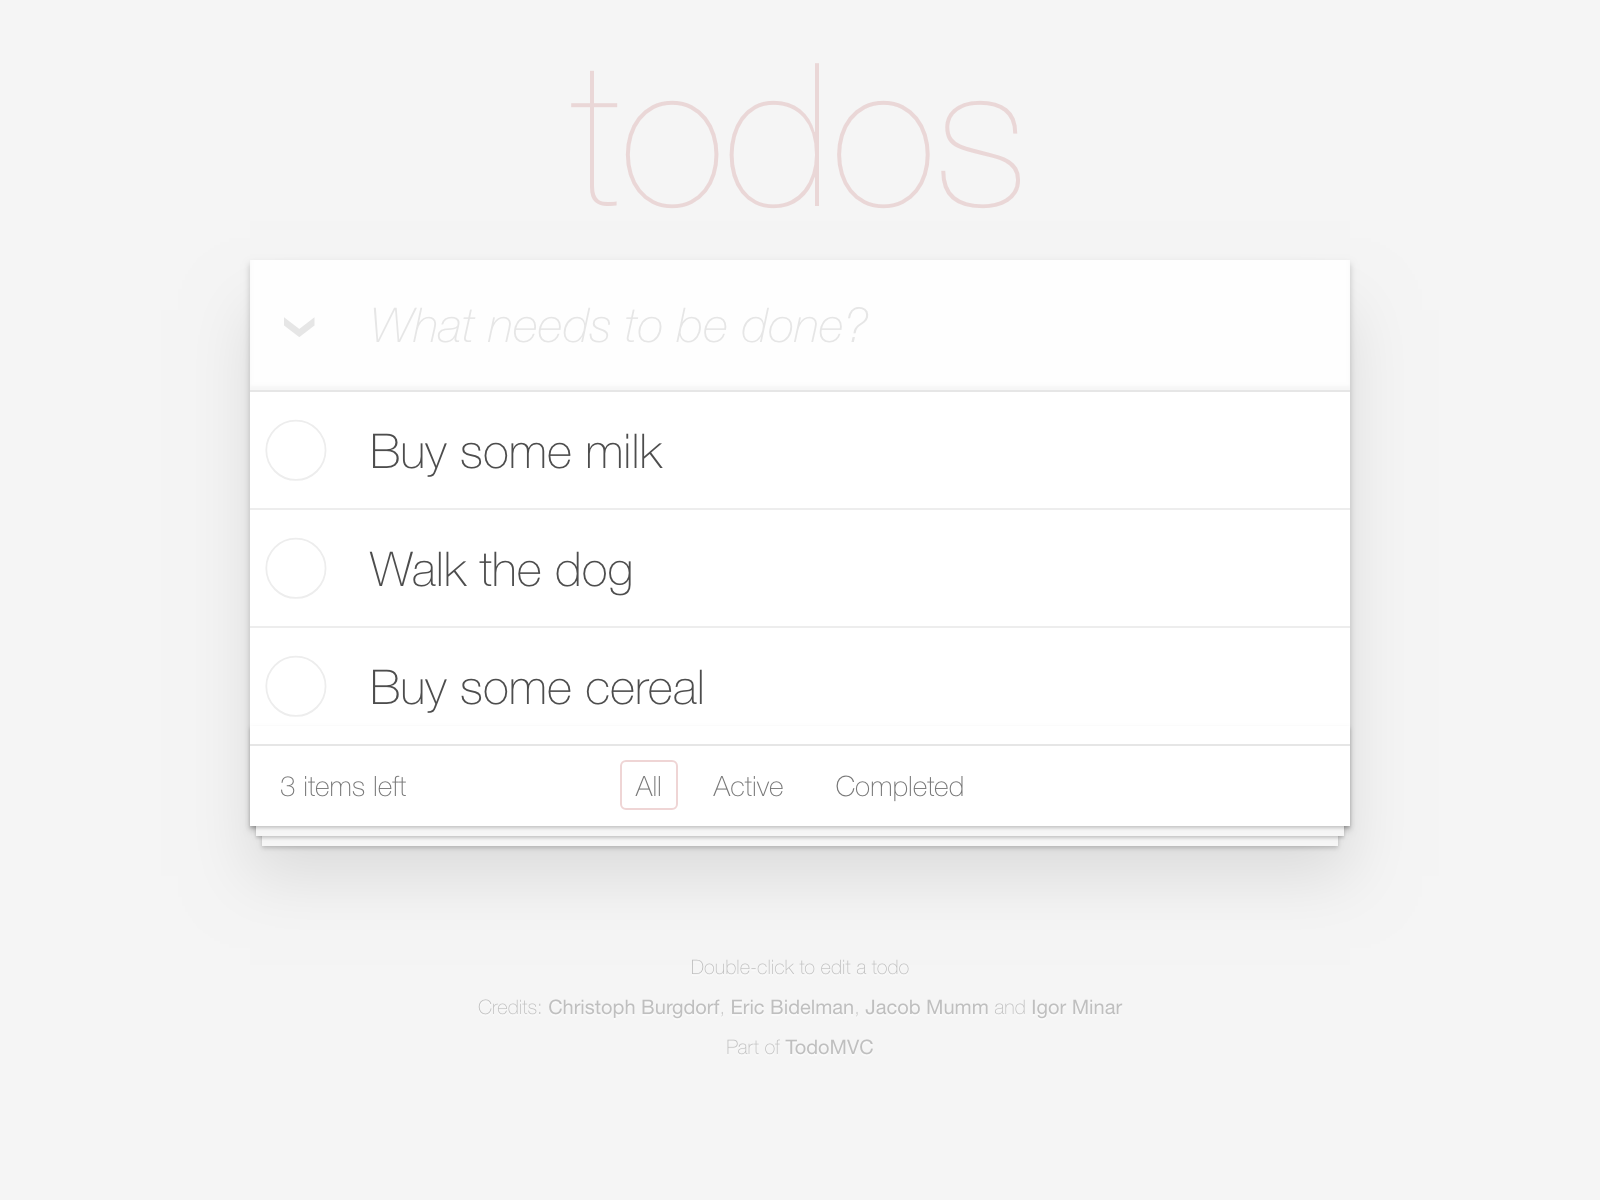 todos
What needs to be done?
Buy some milk
Walk the dog
Buy some cereal
3 items left All Active Completed
Double-click to edit a todo
Credits: Christoph Burgdorf, Eric Bidelman, Jacob Mumm and Igor Minar
Part of TodoMVC